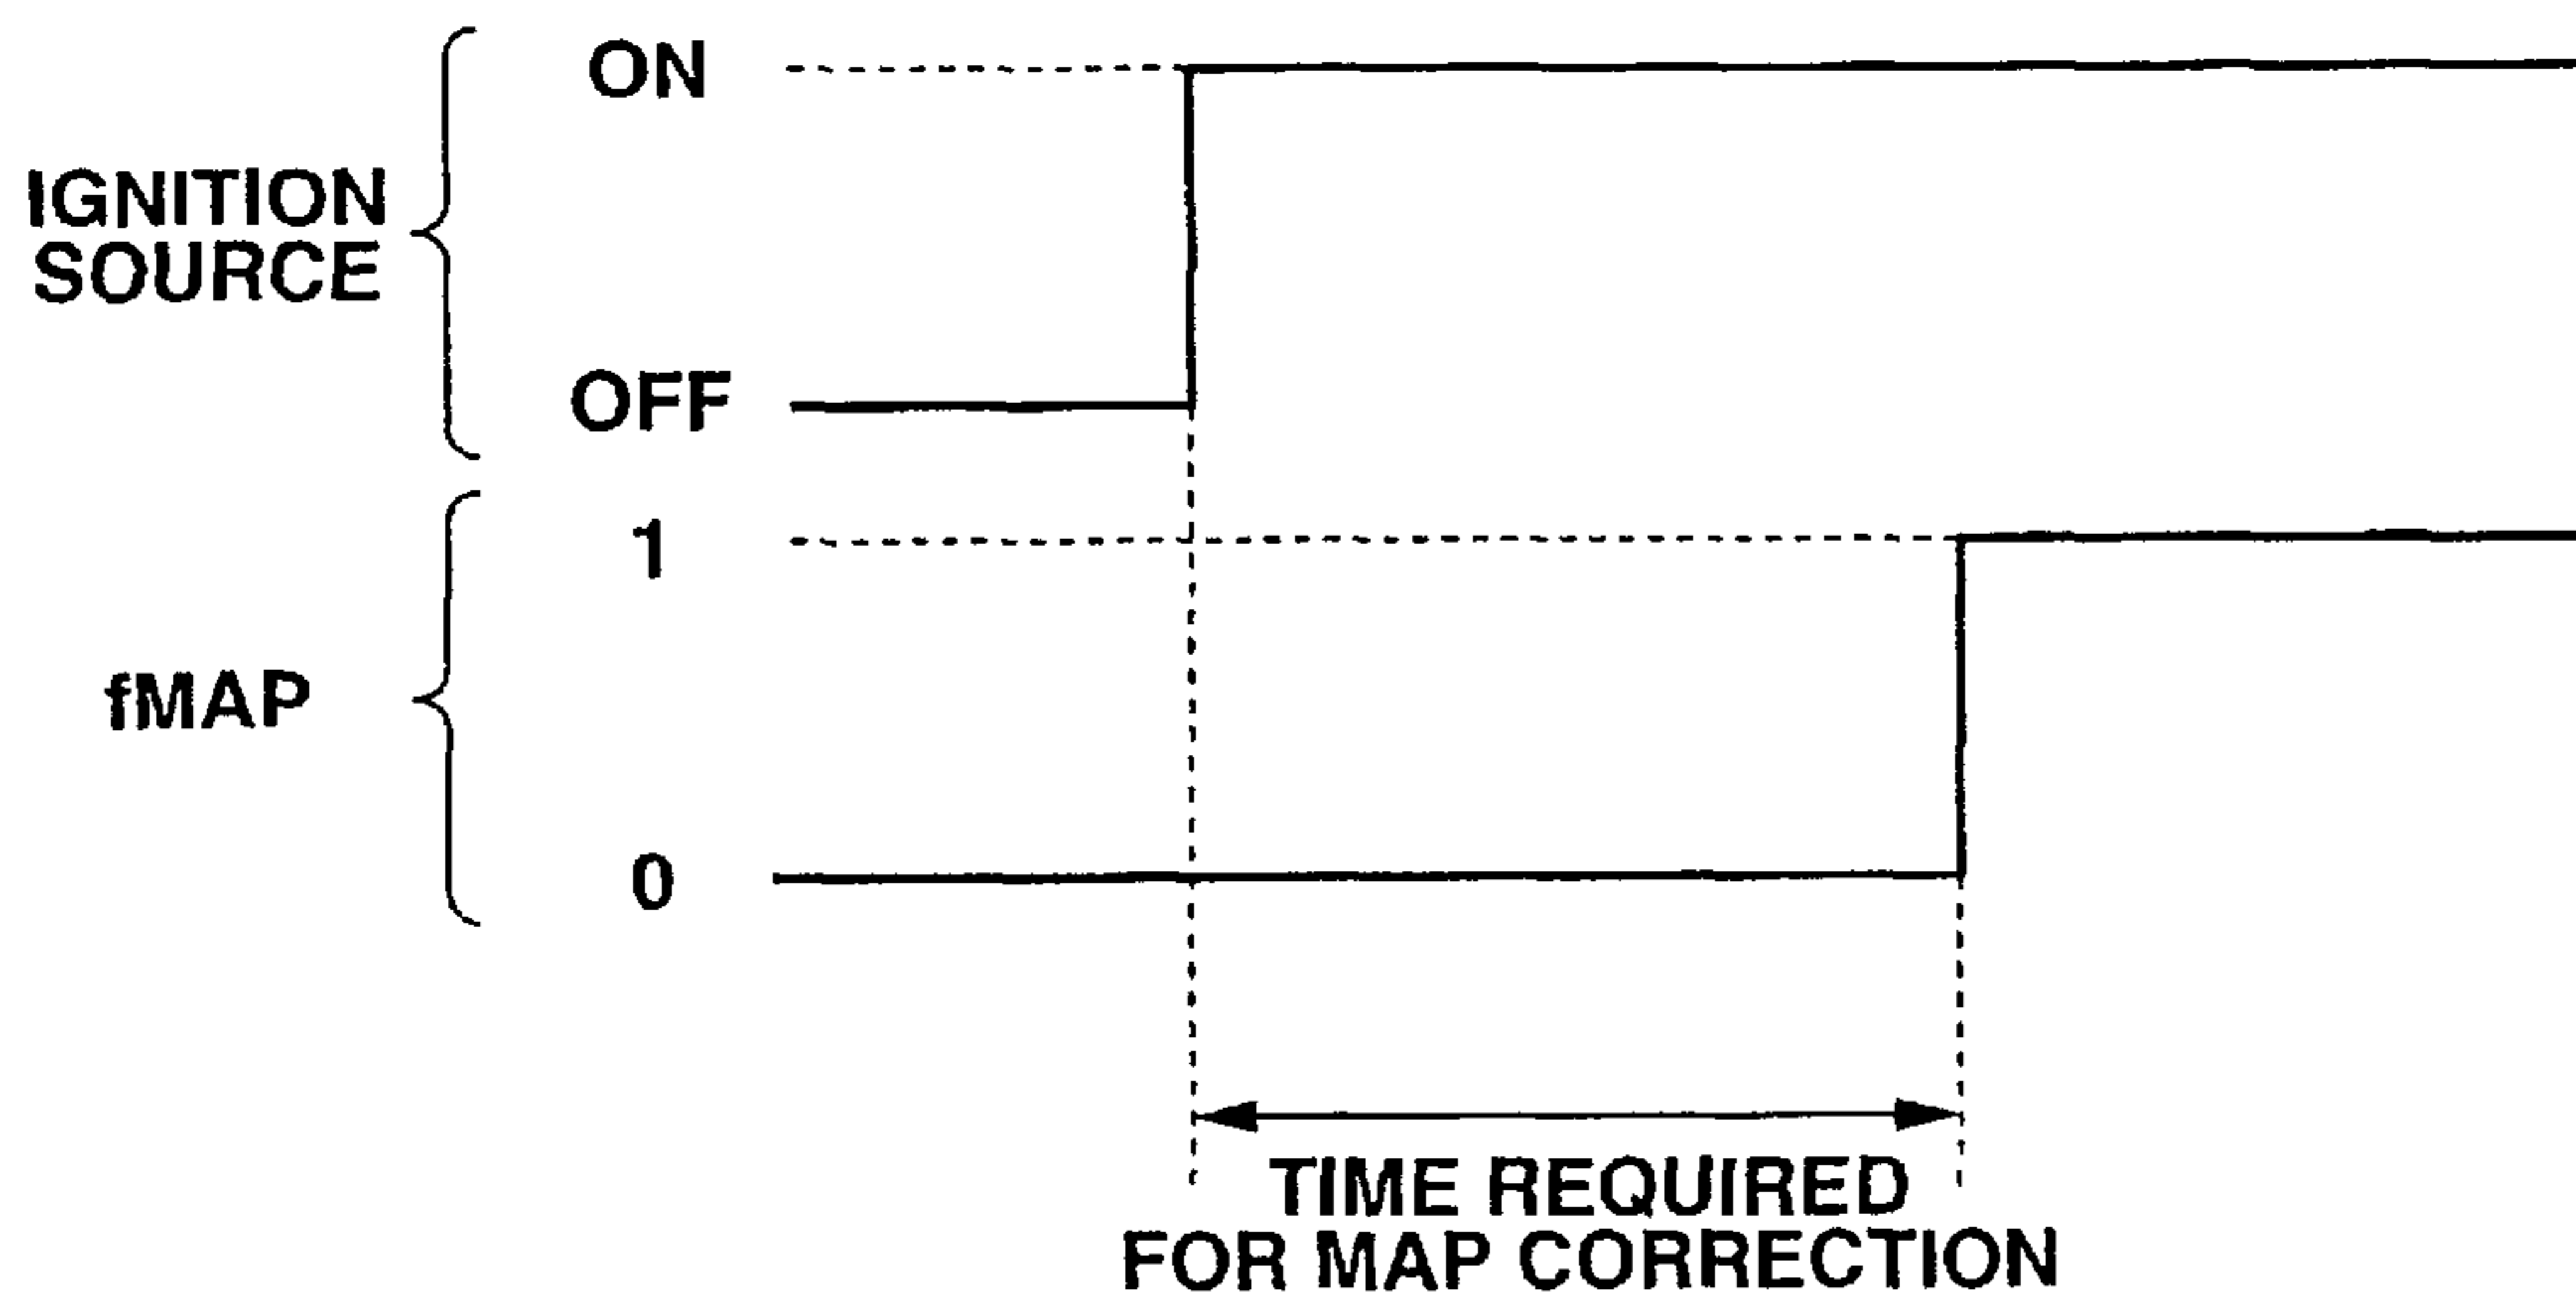 IGNITION
SOURCE
ON
OFF
fMAP
1
0
TIME REQUIRED
FOR MAP CORRECTION